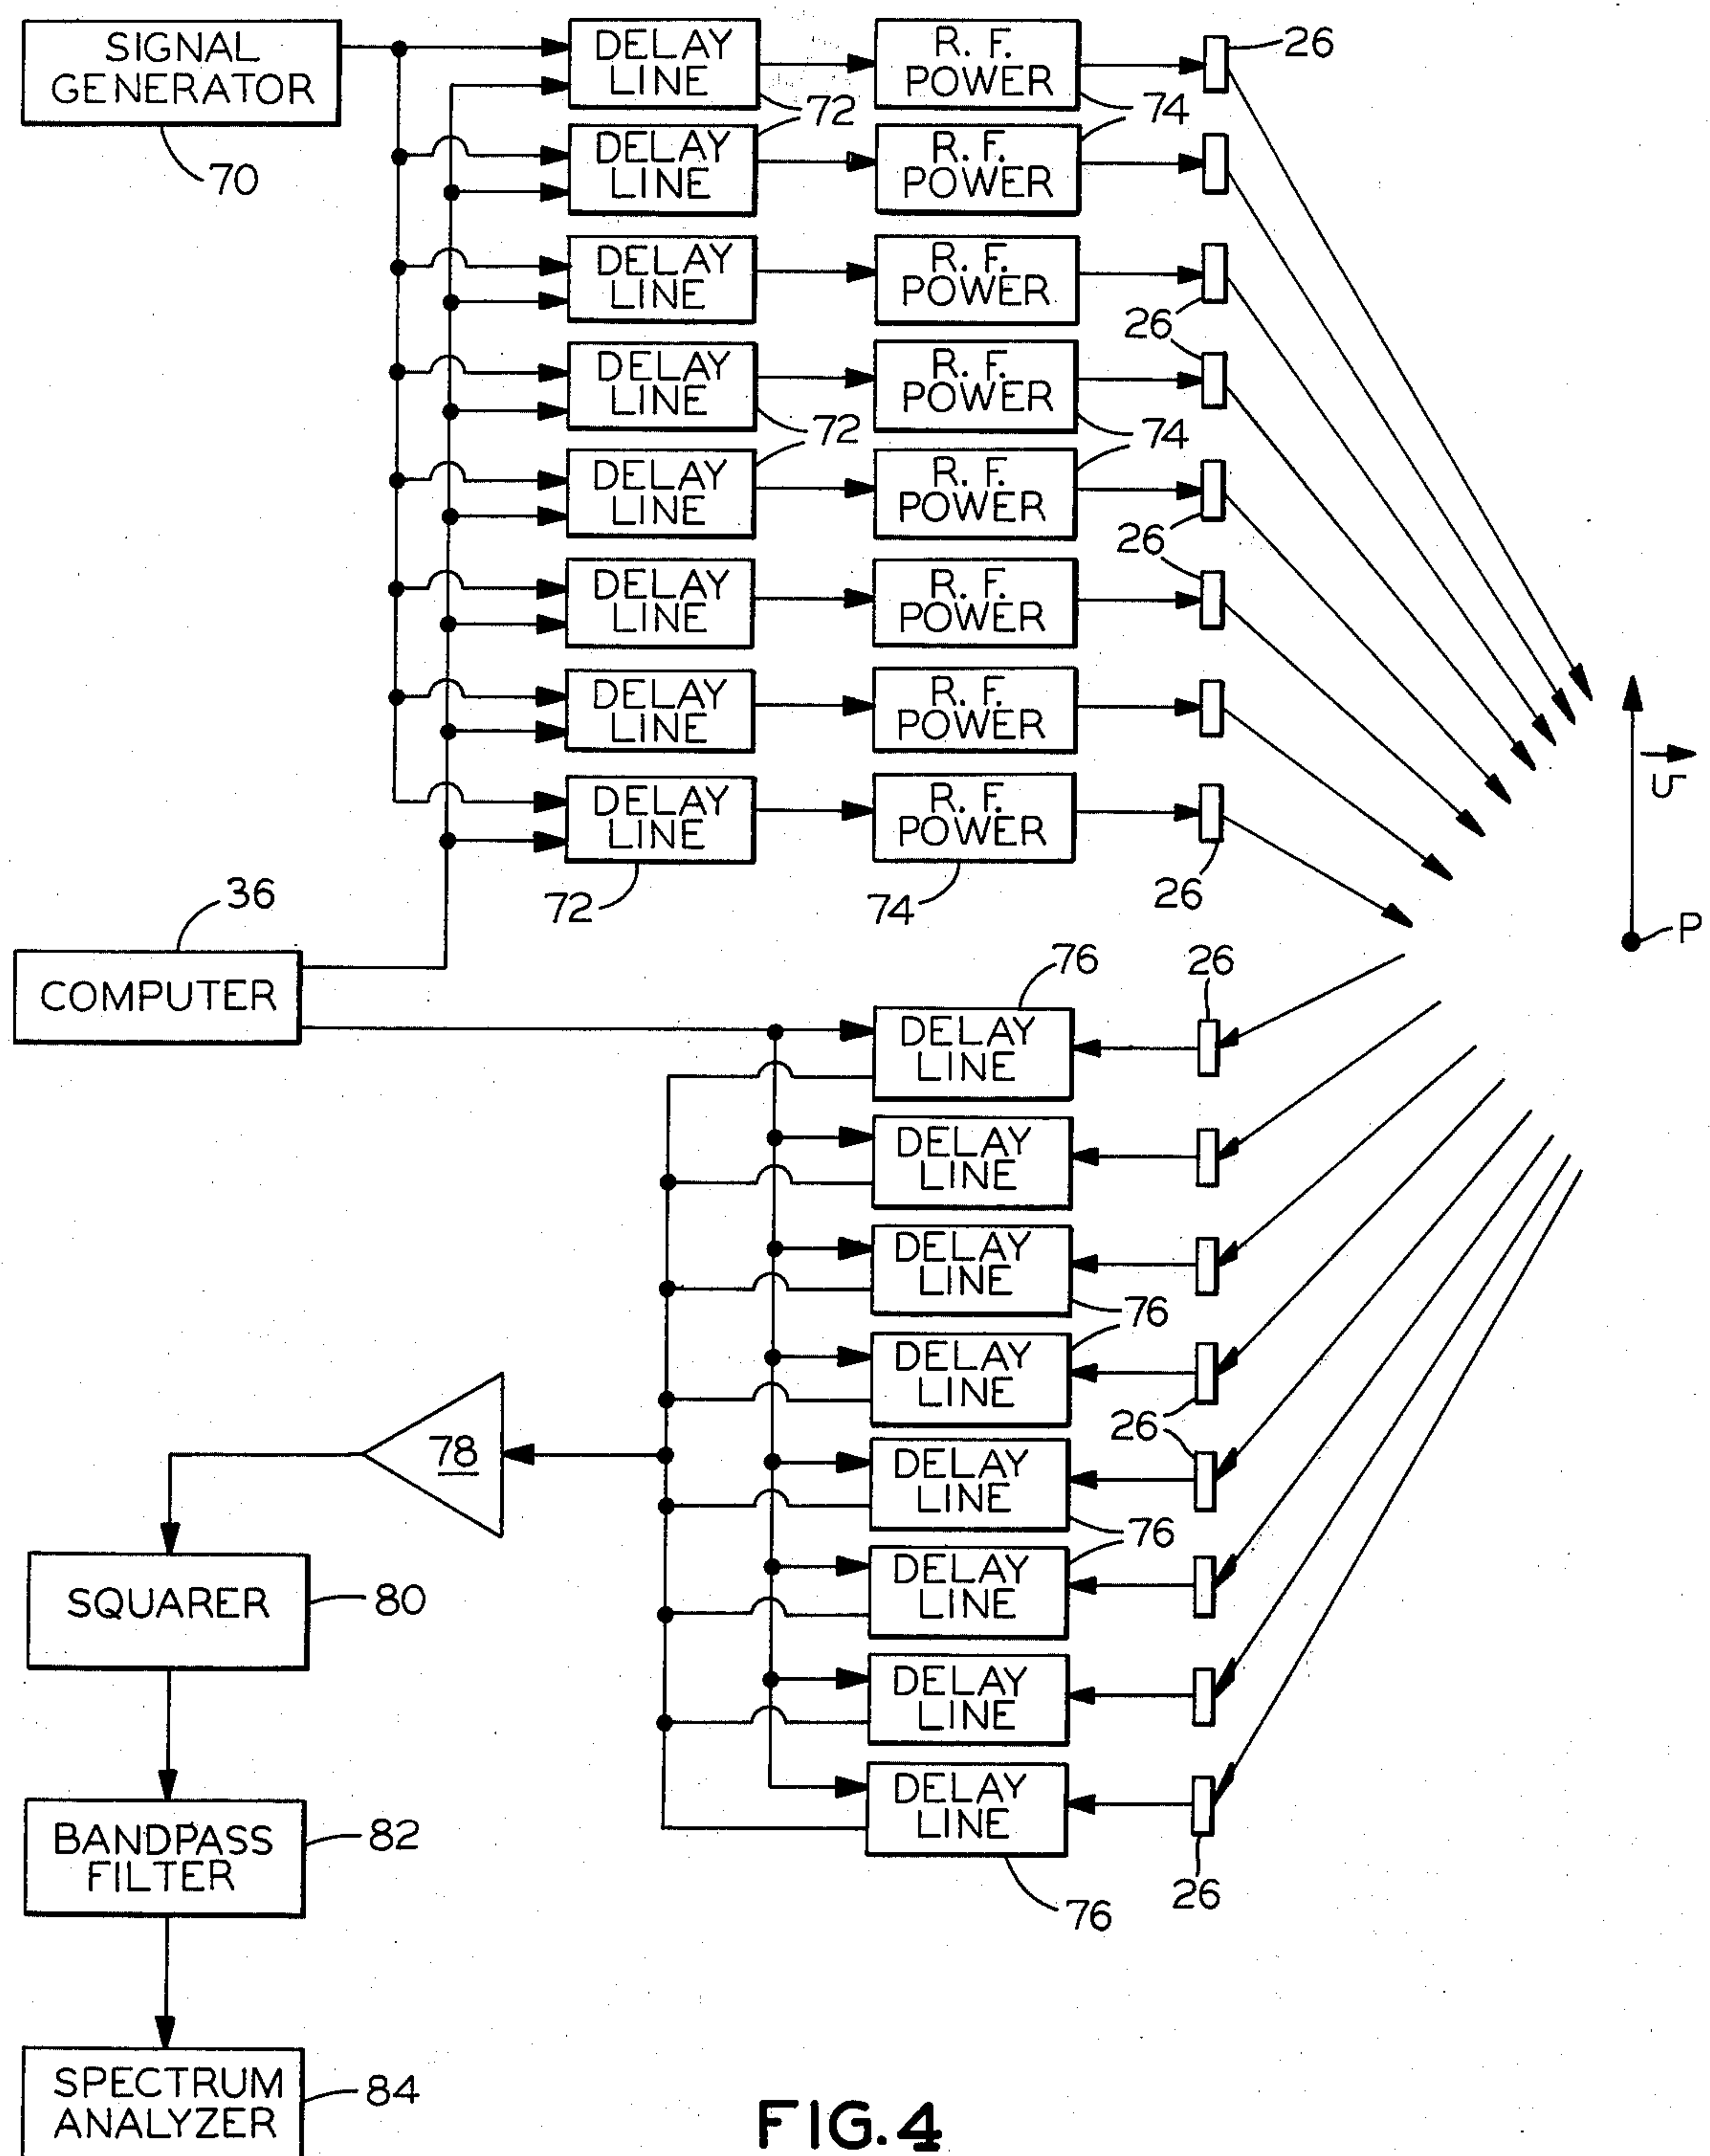 SIGNAL
GENERATOR
70
DELAY
LINE
R. F.
POWER
26
72
74
DELAY
LINE
R. F.
POWER
DELAY
LINE
R. F.
POWER
26
DELAY
LINE
R. F.
POWER
72
74
DELAY
LINE
R. F.
POWER
26
DELAY
LINE
R. F.
POWER
DELAY
LINE
R. F.
POWER
DELAY
LINE
R. F.
POWER
72
74
26
P
36
COMPUTER
76
26
DELAY
LINE
DELAY
LINE
DELAY
LINE
76
DELAY
LINE
26
78
DELAY
LINE
76
DELAY
LINE
SQUARER
80
DELAY
LINE
DELAY
LINE
76
26
BANDPASS
FILTER
82
SPECTRUM
ANALYZER
84
FIG.4